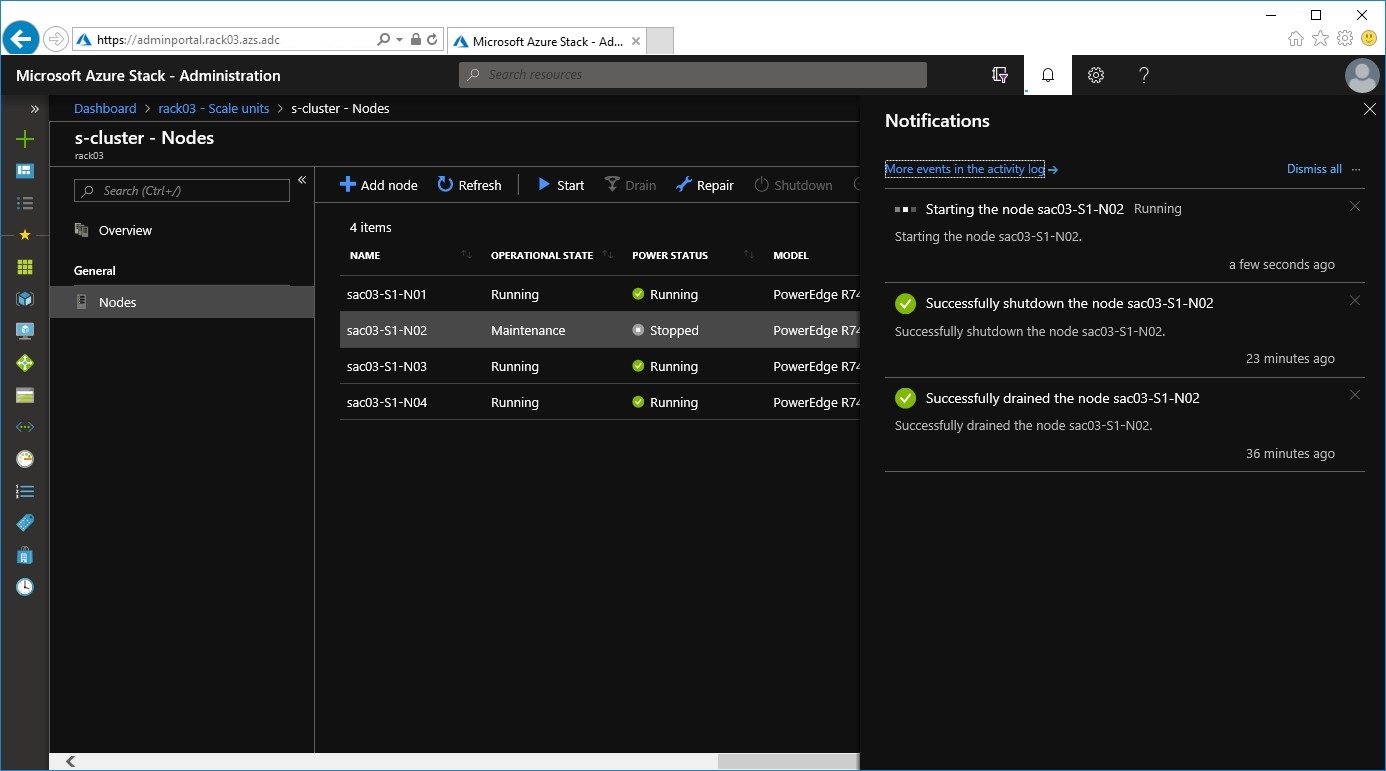 https://adminportal.rack03.azs.adc
Microsoft Azure Stack - Ad...
Microsoft Azure Stack - Administration
Search resources
Dashboard > rack03 - Scale units > s-cluster - Nodes
s-cluster - Nodes
rack03
Search (Ctrl+/)
Overview
General
Nodes
Add node Refresh Start Drain Repair Shutdown
4 items
NAME OPERATIONAL STATE POWER STATUS MODEL
sac03-S1-N01 Running Running PowerEdge R74
sac03-S1-N02 Maintenance Stopped PowerEdge R74
sac03-S1-N03 Running Running PowerEdge R74
sac03-S1-N04 Running Running PowerEdge R74
Notifications
More events in the activity log → Dismiss all ...
Starting the node sac03-S1-N02 Running
Starting the node sac03-S1-N02.
a few seconds ago
Successfully shutdown the node sac03-S1-N02
Successfully shutdown the node sac03-S1-N02.
23 minutes ago
Successfully drained the node sac03-S1-N02
Successfully drained the node sac03-S1-N02.
36 minutes ago